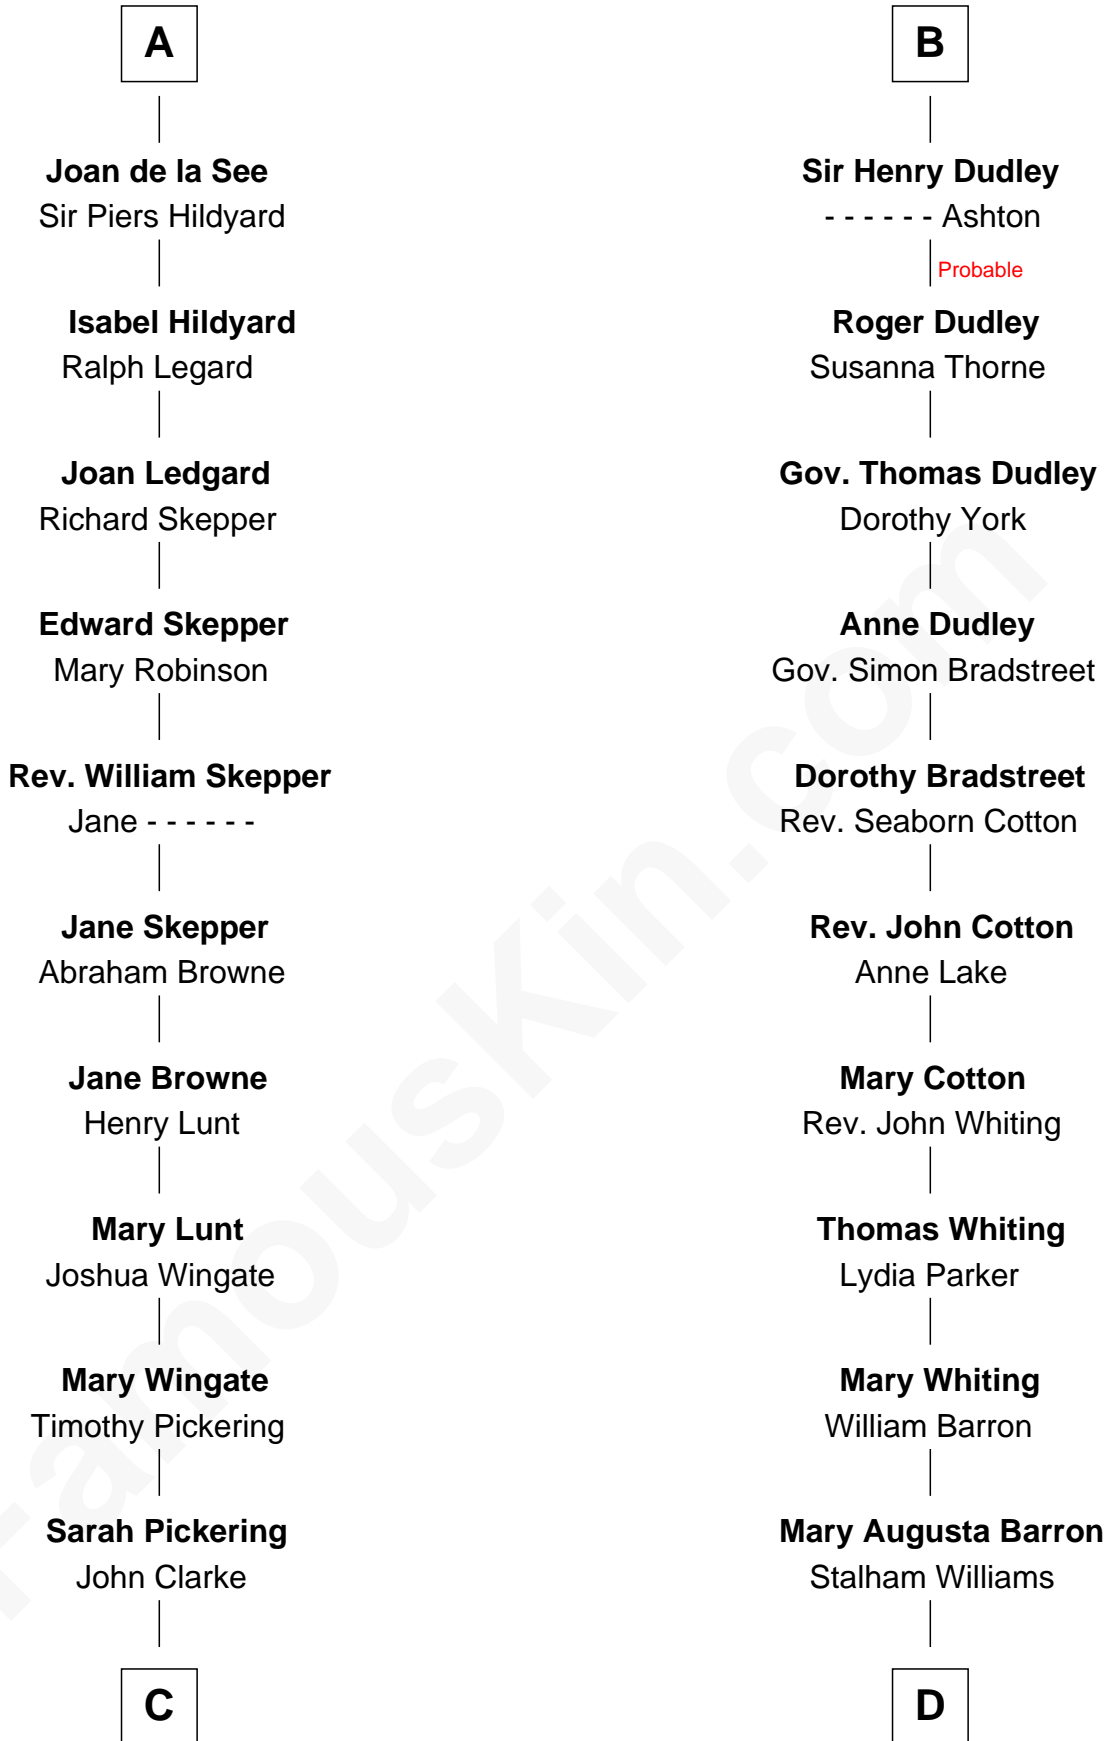 A
Joan de la See
Sir Piers Hildyard
Isabel Hildyard
Ralph Legard
Joan Ledgard
Richard Skepper
Edward Skepper
Mary Robinson
Rev. William Skepper
Jane - - - - - -
Jane Skepper
Abraham Browne
Jane Browne
Henry Lunt
Mary Lunt
Joshua Wingate
Mary Wingate
Timothy Pickering
Sarah Pickering
John Clarke
C
B
Sir Henry Dudley
- - - - - - Ashton
Probable
Roger Dudley
Susanna Thorne
Gov. Thomas Dudley
Dorothy York
Anne Dudley
Gov. Simon Bradstreet
Dorothy Bradstreet
Rev. Seaborn Cotton
Rev. John Cotton
Anne Lake
Mary Cotton
Rev. John Whiting
Thomas Whiting
Lydia Parker
Mary Whiting
William Barron
Mary Augusta Barron
Stalham Williams
D
FamousKin.com